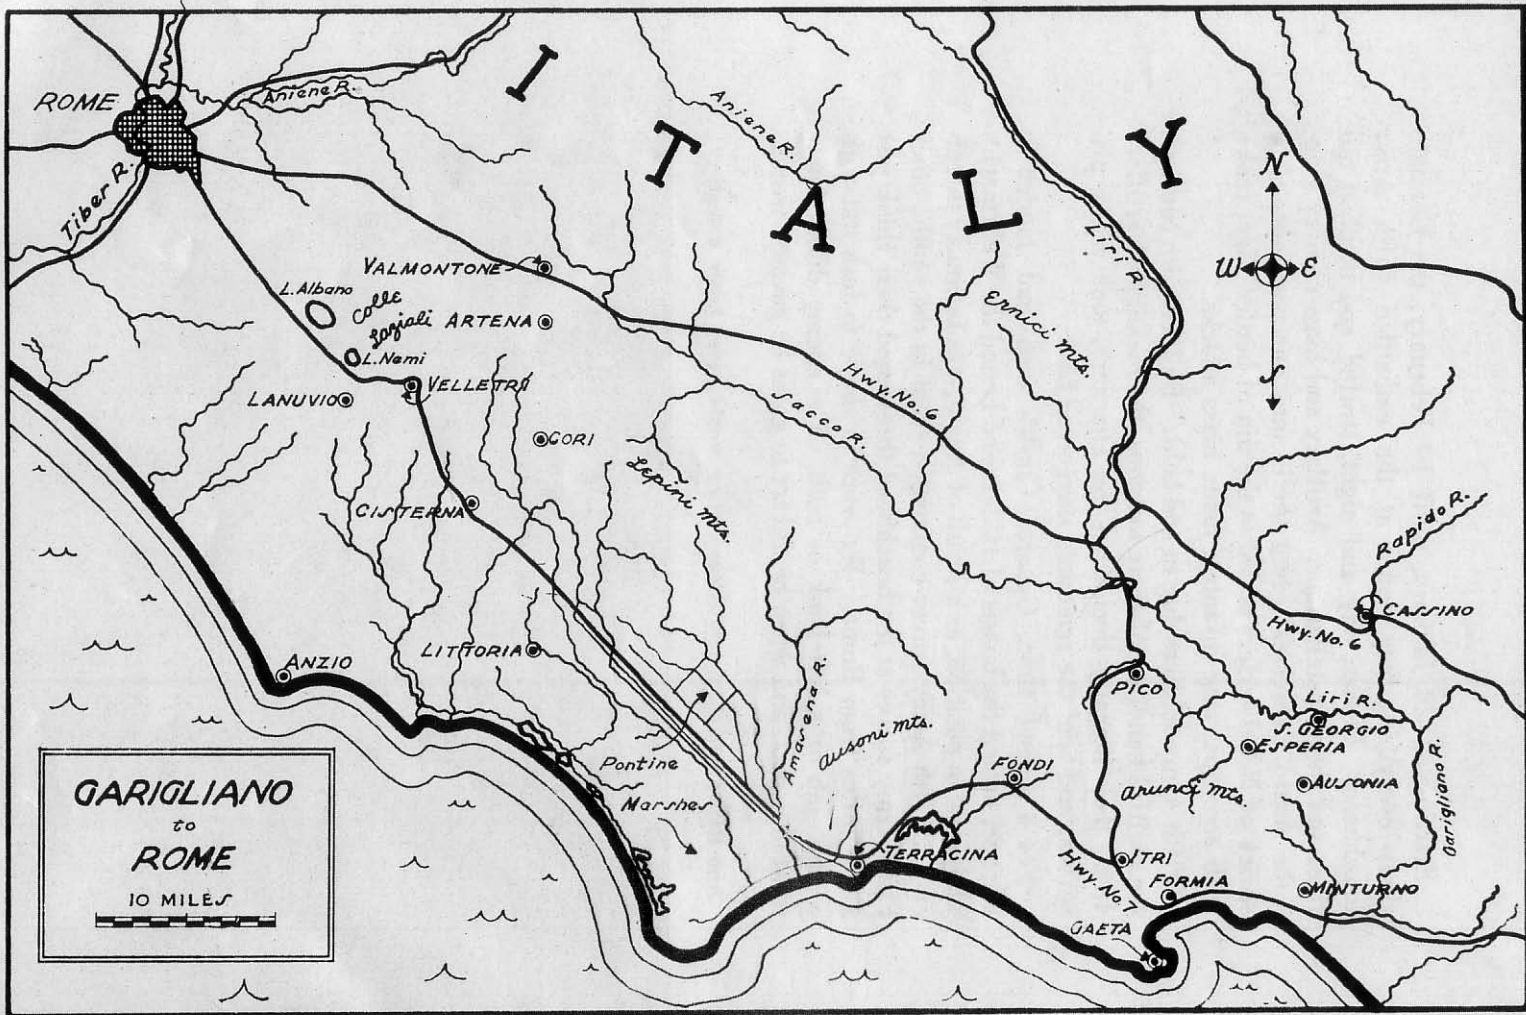 ITALY
ROME
Aniene R.
Aniene R.
Tiber R.
N
W E
S
Liri R.
VALMONTONE
L. Albano
Colle
Laziali
ARTENA
L. Nemi
Ernici Mts.
VELLETRI
LANUVIO
Hwy. No. 6
Sacco R.
CORI
Lepini Mts.
CISTERNA
Rapido R.
CASSINO
Hwy. No. 6
LITTORIA
ANZIO
PICO
Amasena R.
Liri R.
S. GEORGIO
ESPERIA
Ausoni Mts.
Pontine
Marshes
FONDI
AUSONIA
Arunci Mts.
Garigliano R.
TERRACINA
ITRI
Hwy. No. 7
FORMIA
MINTURNO
GAETA
GARIGLIANO
to
ROME
10 MILES